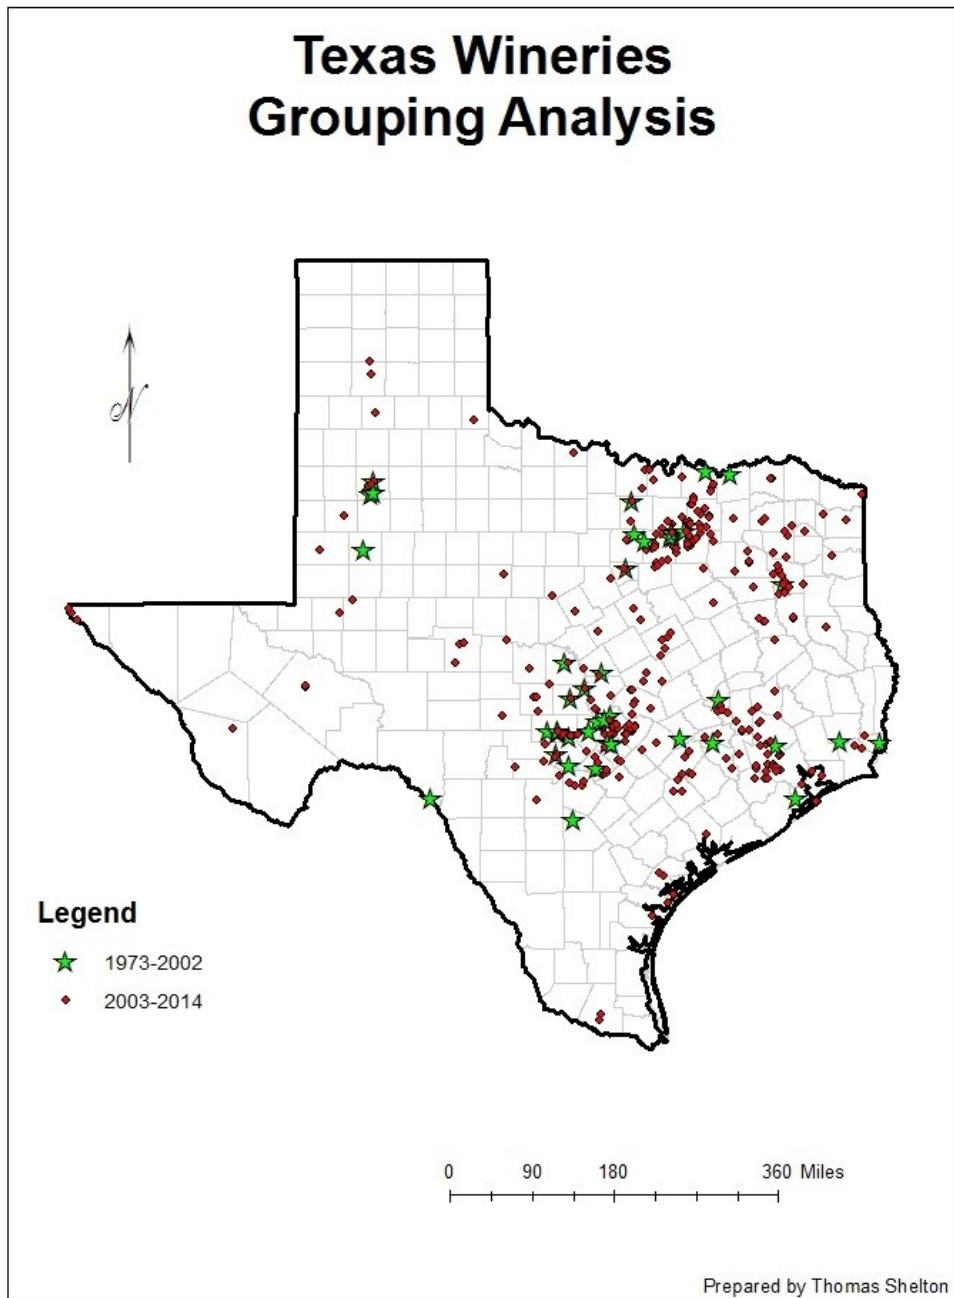 Texas Wineries
Grouping Analysis
N
Legend
1973-2002
2003-2014
0 90 180 360 Miles
Prepared by Thomas Shelton